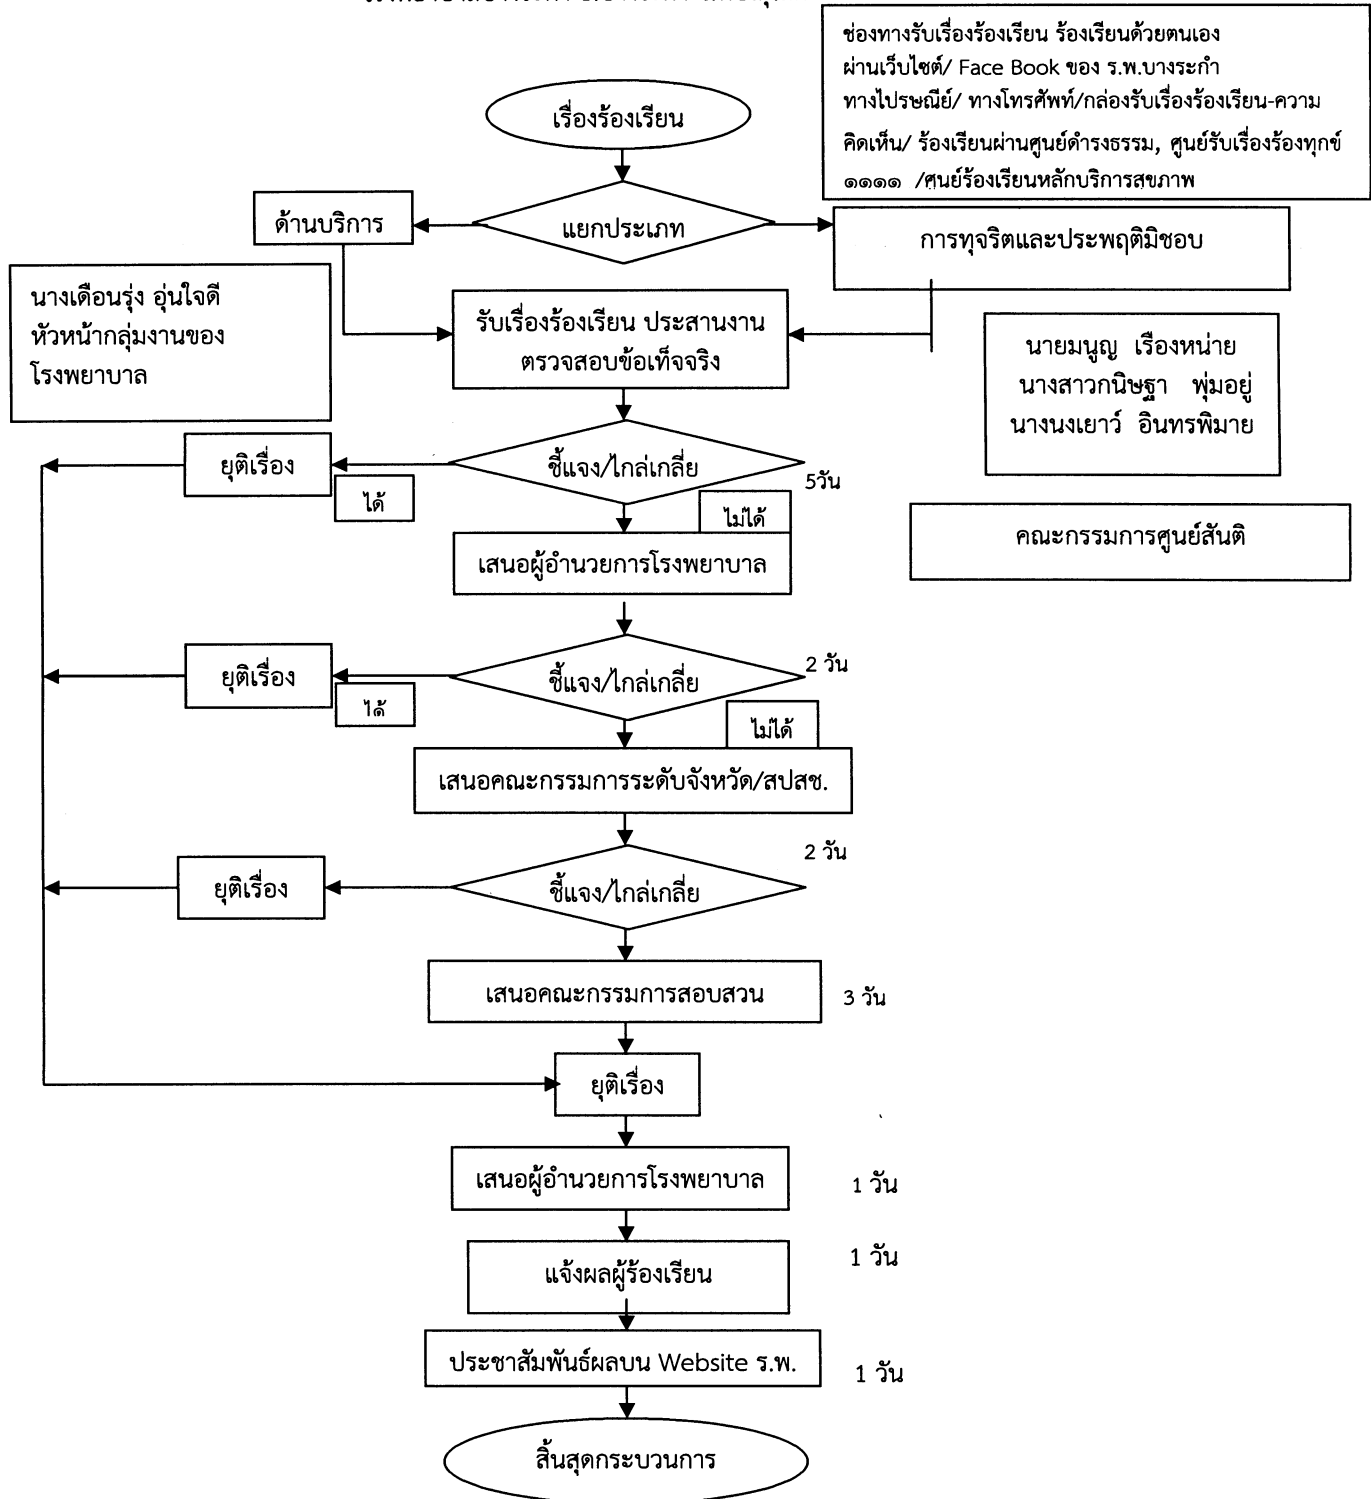 ช่องทางรับเรื่องร้องเรียน ร้องเรียนด้วยตนเอง
ผ่านเว็บไซต์/ Face Book ของ ร.พ.บางระกำ
ทางไปรษณีย์/ ทางโทรศัพท์/กล่องรับเรื่องร้องเรียน-ความ
คิดเห็น/ ร้องเรียนผ่านศูนย์ดำรงธรรม, ศูนย์รับเรื่องร้องทุกข์
๑๑๑๑ /ศูนย์ร้องเรียนหลักบริการสุขภาพ
เรื่องร้องเรียน
แยกประเภท
ด้านบริการ
การทุจริตและประพฤติมิชอบ
นางเดือนรุ่ง อุ่นใจดี
หัวหน้ากลุ่มงานของ
โรงพยาบาล
รับเรื่องร้องเรียน ประสานงาน
ตรวจสอบข้อเท็จจริง
นายมนูญ เรืองหน่าย
นางสาวกนิษฐา พุ่มอยู่
นางนงเยาว์ อินทรพิมาย
ยุติเรื่อง
ชี้แจง/ไกล่เกลี่ย
5วัน
ได้
ไม่ได้
เสนอผู้อำนวยการโรงพยาบาล
คณะกรรมการศูนย์สันติ
ยุติเรื่อง
ชี้แจง/ไกล่เกลี่ย
2 วัน
ได้
ไม่ได้
เสนอคณะกรรมการระดับจังหวัด/สปสช.
2 วัน
ยุติเรื่อง
ชี้แจง/ไกล่เกลี่ย
เสนอคณะกรรมการสอบสวน
3 วัน
ยุติเรื่อง
เสนอผู้อำนวยการโรงพยาบาล
1 วัน
แจ้งผลผู้ร้องเรียน
1 วัน
ประชาสัมพันธ์ผลบน Website ร.พ.
1 วัน
สิ้นสุดกระบวนการ